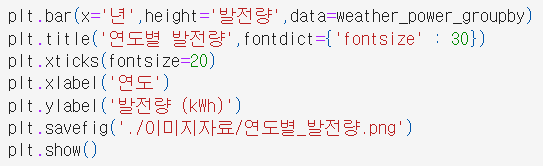 plt.bar(x='년',height='발전량',data=weather_power_groupby)
plt.title('연도별 발전량',fontdict={'fontsize' : 30})
plt.xticks(fontsize=20)
plt.xlabel('연도')
plt.ylabel('발전량 (kWh)')
plt.savefig('./이미지자료/연도별_발전량.png')
plt.show()